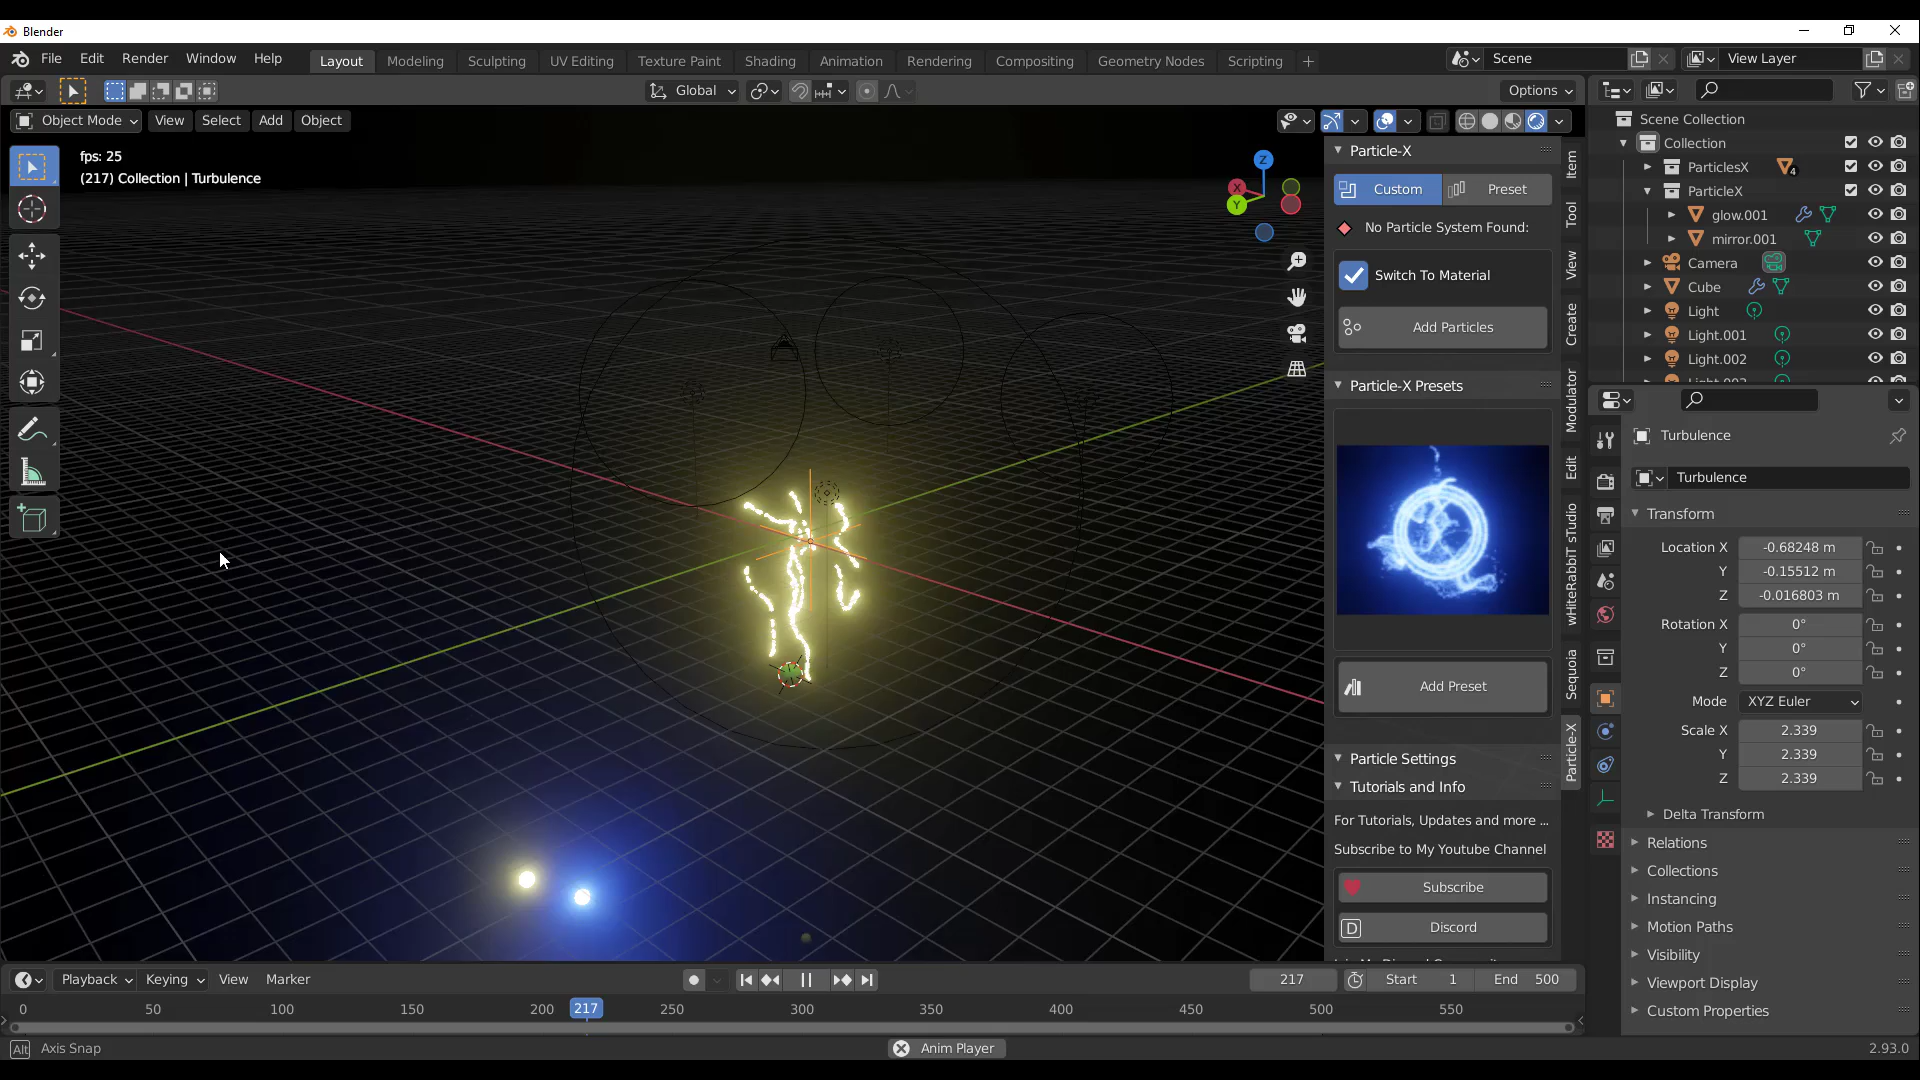 Blender
File Edit Render Window Help Layout Modeling Sculpting UV Editing Texture Paint Shading Animation Rendering Compositing Geometry Nodes Scripting + Scene View Layer
Global Options
Object Mode View Select Add Object
fps: 25
(217) Collection | Turbulence
Z
X
Y
Particle-X
Custom Preset
No Particle System Found:
Switch To Material
Add Particles
Particle-X Presets
Add Preset
Particle Settings
Tutorials and Info
For Tutorials, Updates and more ...
Subscribe to My Youtube Channel
Subscribe
D Discord
Item
Tool
View
Create
Modulator
Edit
wHiteRabbiT sTudio
Sequoia
Particle-X
Scene Collection
Collection
ParticlesX 4
ParticleX
glow.001
mirror.001
Camera
Cube
Light
Light.001
Light.002
Turbulence
Turbulence
Transform
Location X -0.68248 m
Y -0.15512 m
Z -0.016803 m
Rotation X 0°
Y 0°
Z 0°
Mode XYZ Euler
Scale X 2.339
Y 2.339
Z 2.339
Delta Transform
Relations
Collections
Instancing
Motion Paths
Visibility
Viewport Display
Custom Properties
Playback Keying View Marker 217 Start 1 End 500
0 50 100 150 200 217 250 300 350 400 450 500 550
Alt Axis Snap Anim Player 2.93.0